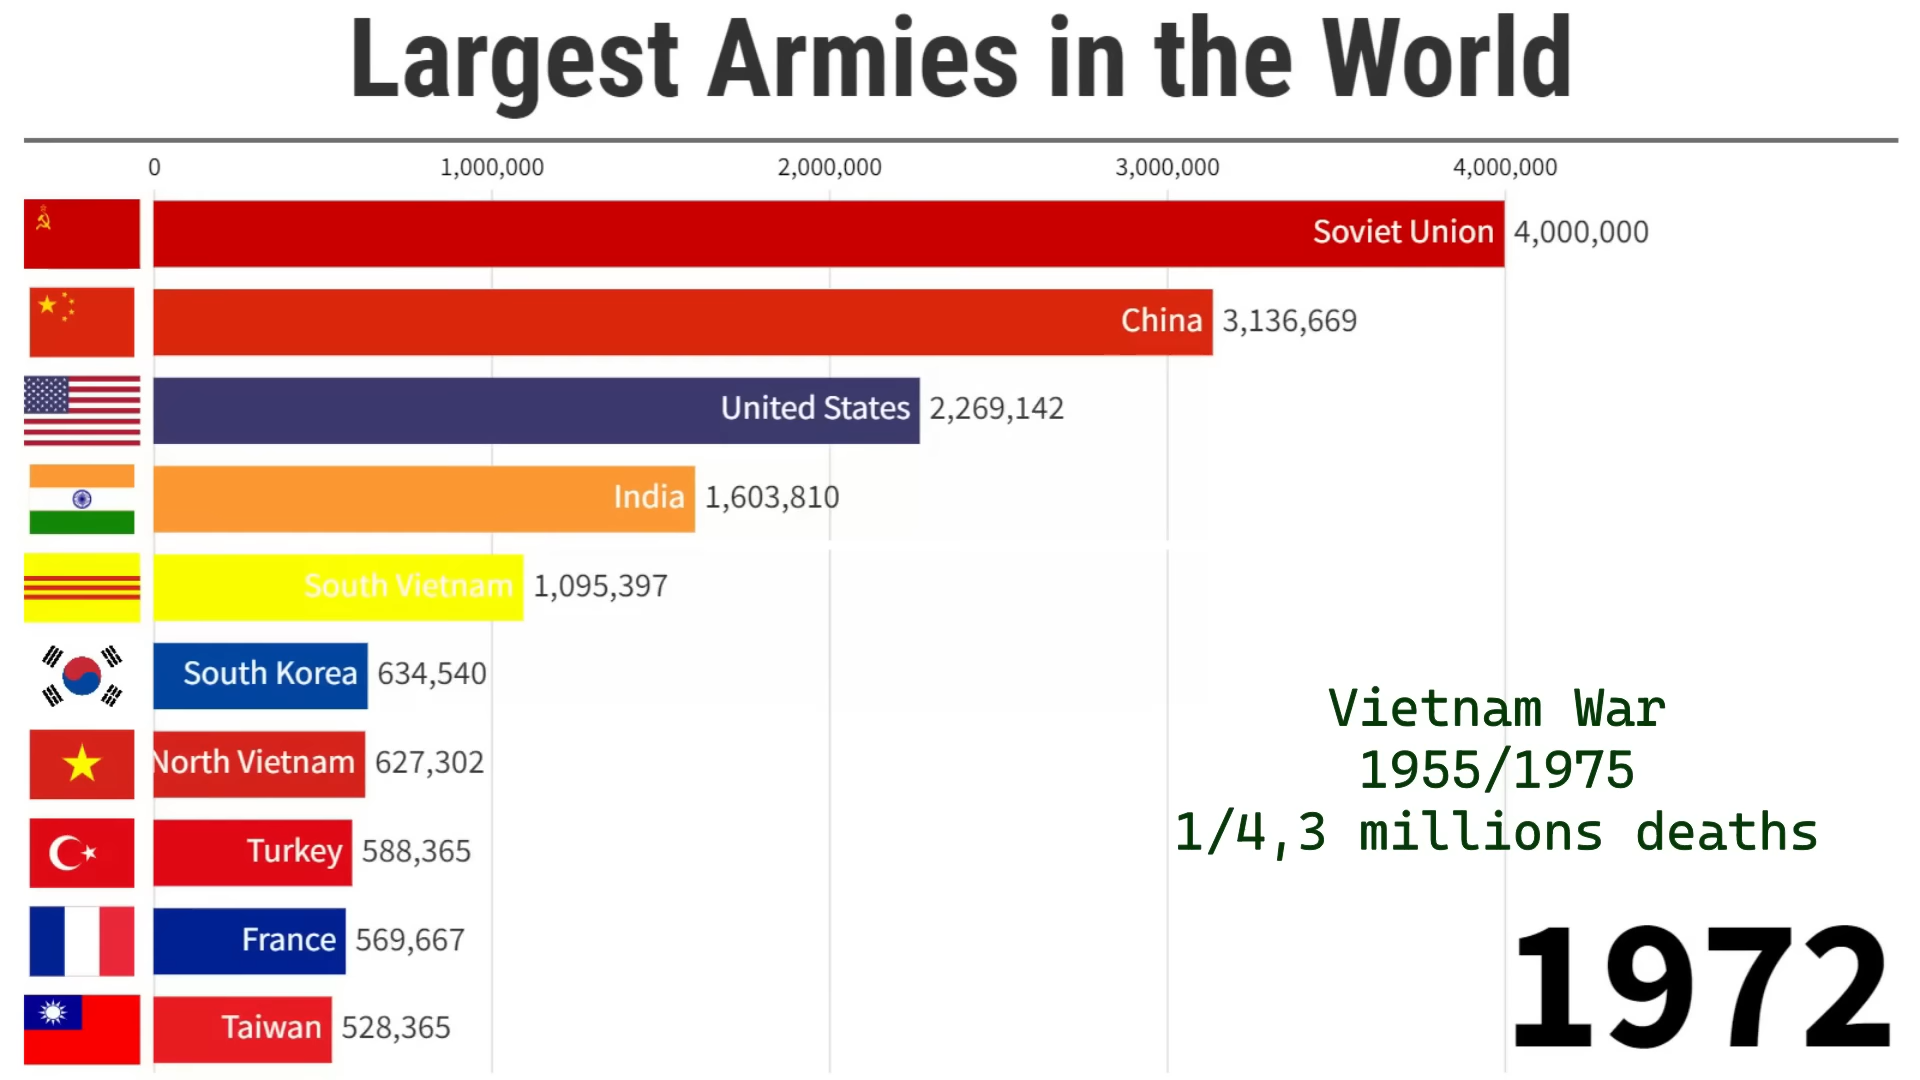 Largest Armies in the World
0 1,000,000 2,000,000 3,000,000 4,000,000
Soviet Union 4,000,000
China 3,136,669
United States 2,269,142
India 1,603,810
South Vietnam 1,095,397
South Korea 634,540
North Vietnam 627,302
Turkey 588,365
France 569,667
Taiwan 528,365
Vietnam War
1955/1975
1/4,3 millions deaths
1972